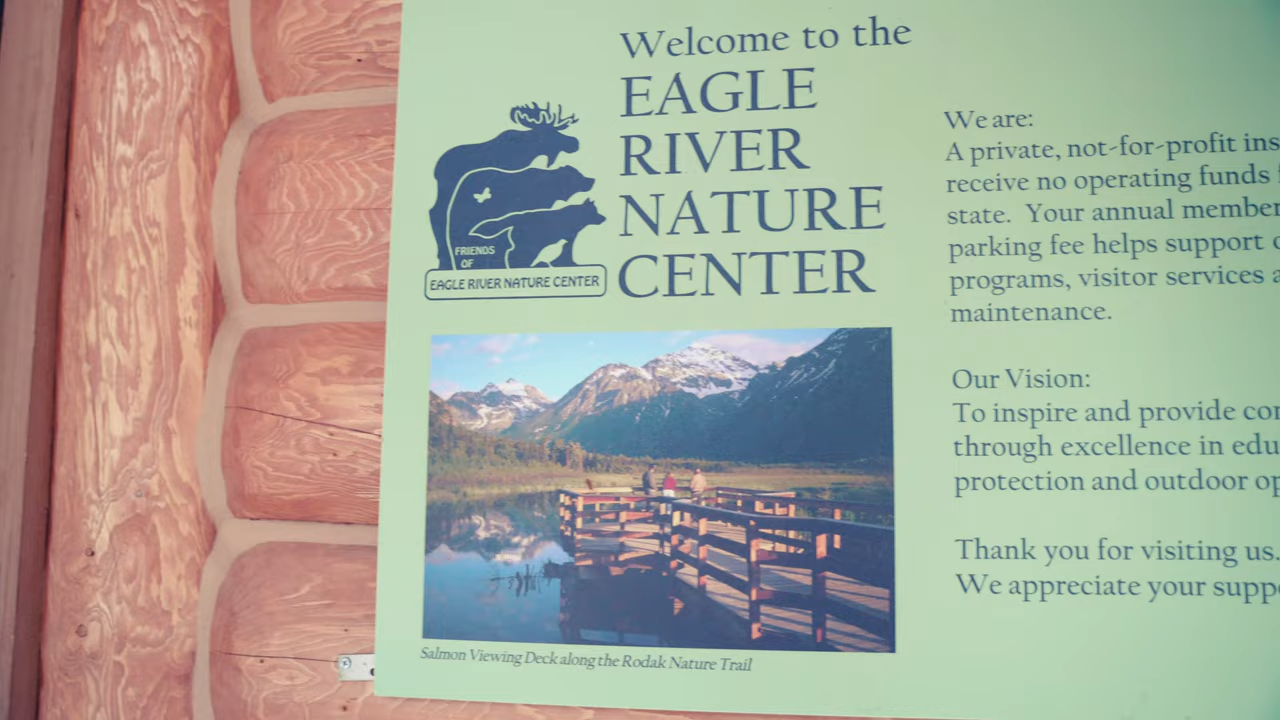 Welcome to the
EAGLE
RIVER
NATURE
CENTER
FRIENDS
OF
EAGLE RIVER NATURE CENTER
Salmon Viewing Deck along the Rodak Nature Trail
We are:
A private, not-for-profit
receive no operating funds
state. Your annual
parking fee helps support
programs, visitor services
maintenance.
Our Vision:
To inspire and provide
through excellence in
protection and outdoor
Thank you for visiting us.
We appreciate your